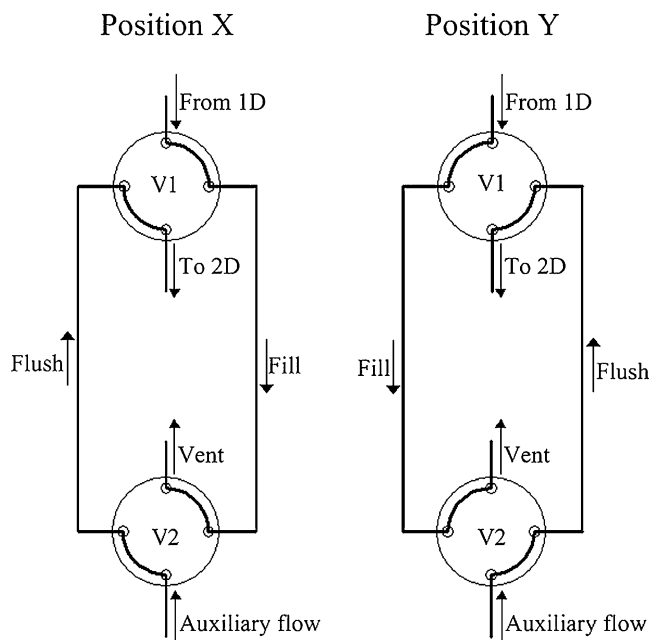 Position X
Position Y
From 1D
From 1D
V1
V1
To 2D
To 2D
Flush
Fill
Fill
Flush
Vent
Vent
V2
V2
Auxiliary flow
Auxiliary flow